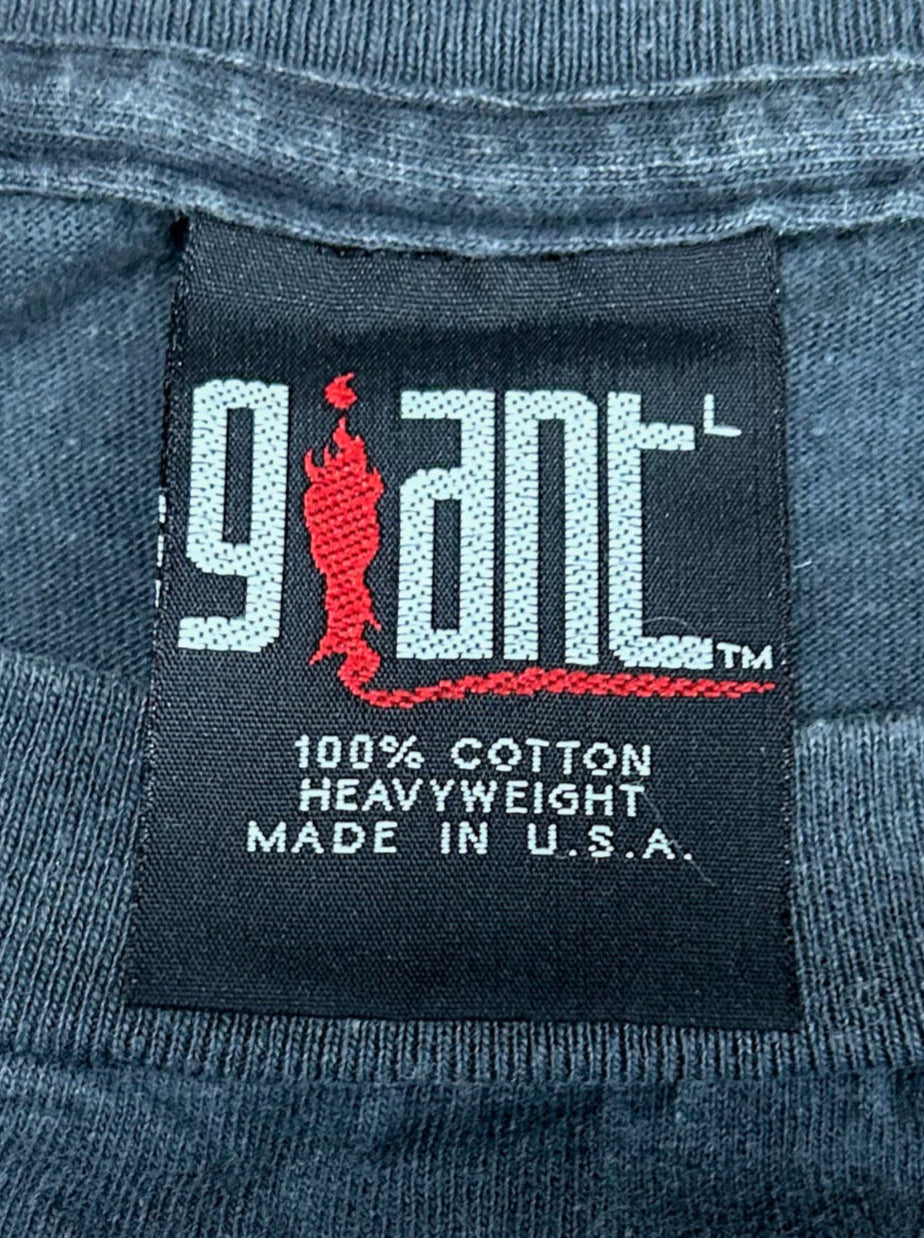 giant L
TM
100% COTTON
HEAVYWEIGHT
MADE IN U.S.A.